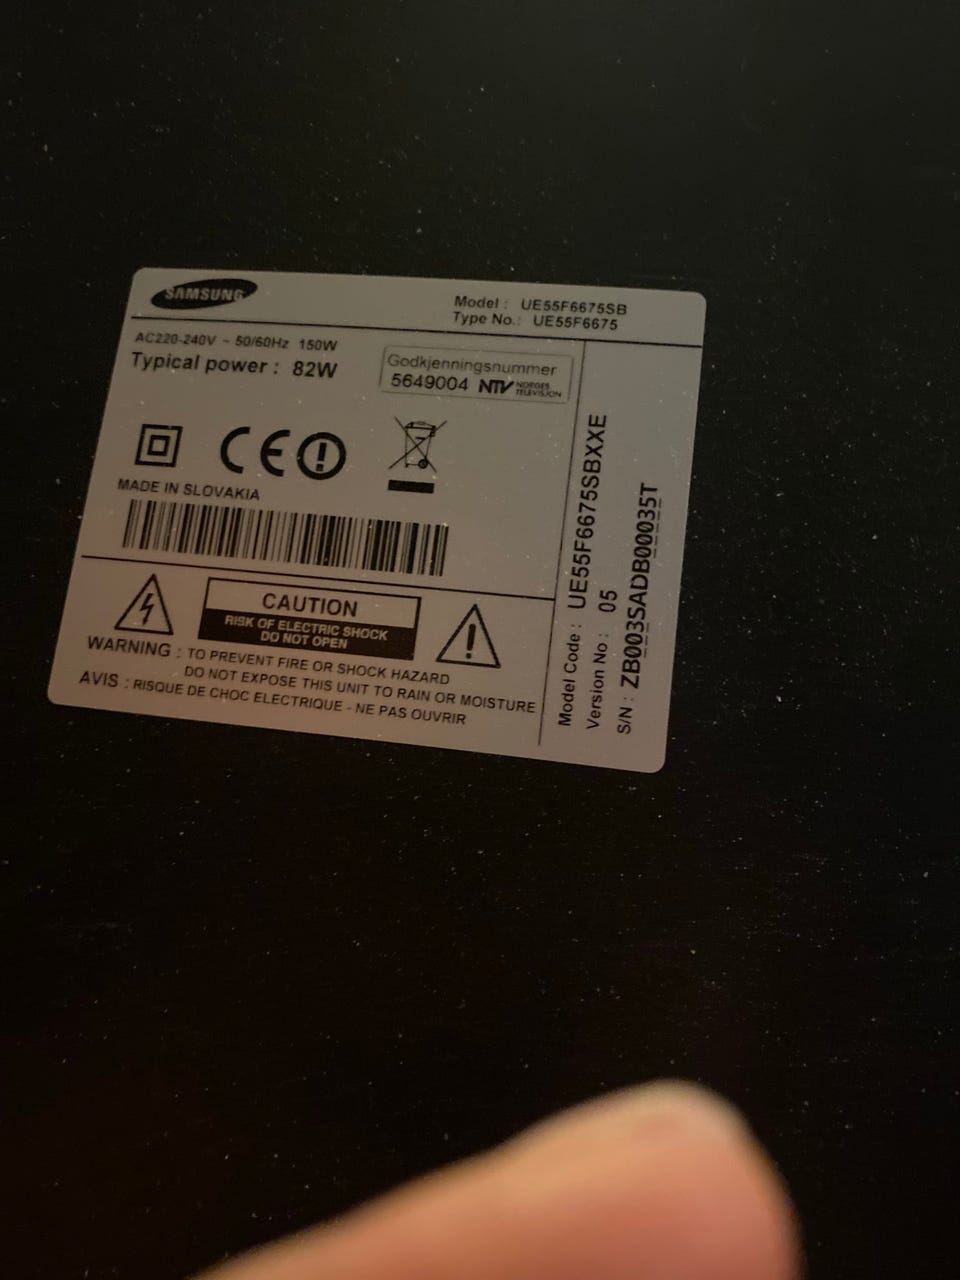 SAMSUNG
Model : UE55F6675SB
Type No.: UE55F6675
AC220-240V ~ 50/60Hz 150W
Typical power : 82W
Godkjenningsnummer
5649004 NTV NORGES
TELEVISJON
CE
MADE IN SLOVAKIA
CAUTION
RISK OF ELECTRIC SHOCK
DO NOT OPEN
WARNING : TO PREVENT FIRE OR SHOCK HAZARD
DO NOT EXPOSE THIS UNIT TO RAIN OR MOISTURE
AVIS : RISQUE DE CHOC ELECTRIQUE - NE PAS OUVRIR
Model Code : UE55F6675SBXXE
Version No : 05
S/N : ZB003SADB00035T